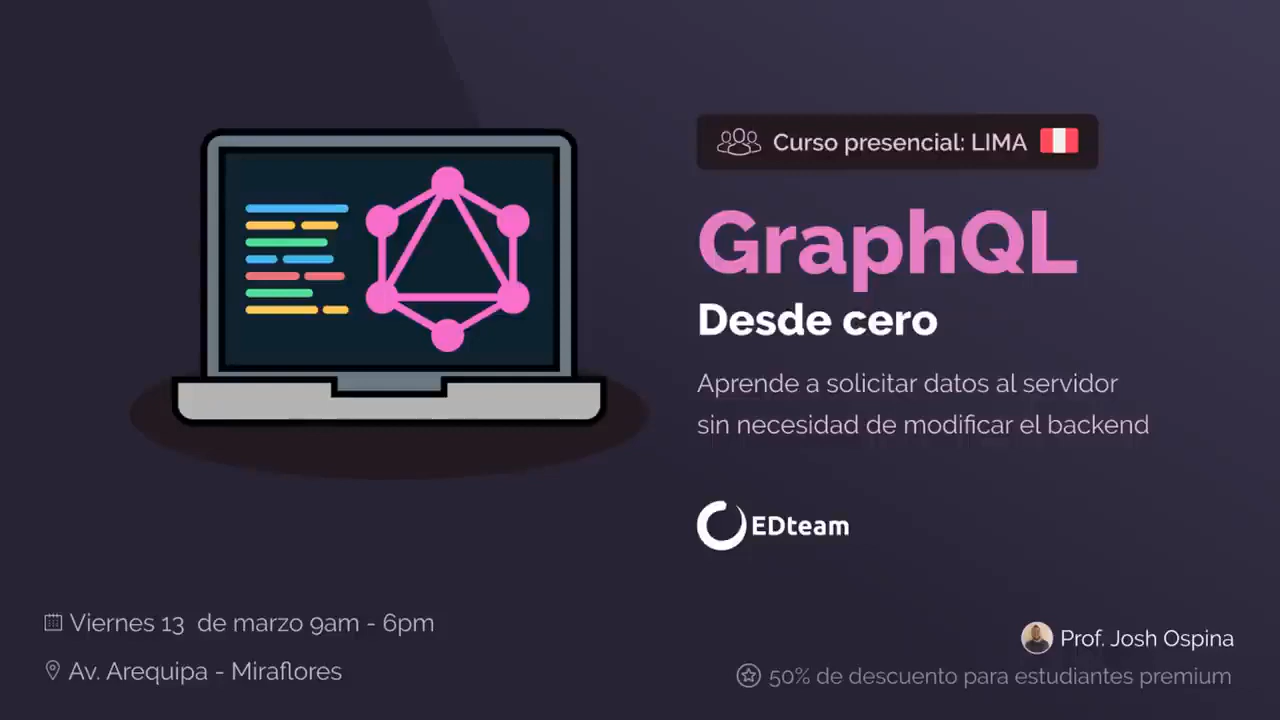 Curso presencial: LIMA
GraphQL
Desde cero
Aprende a solicitar datos al servidor
sin necesidad de modificar el backend
EDteam
Viernes 13 de marzo 9am - 6pm
Av. Arequipa - Miraflores
Prof. Josh Ospina
50% de descuento para estudiantes premium